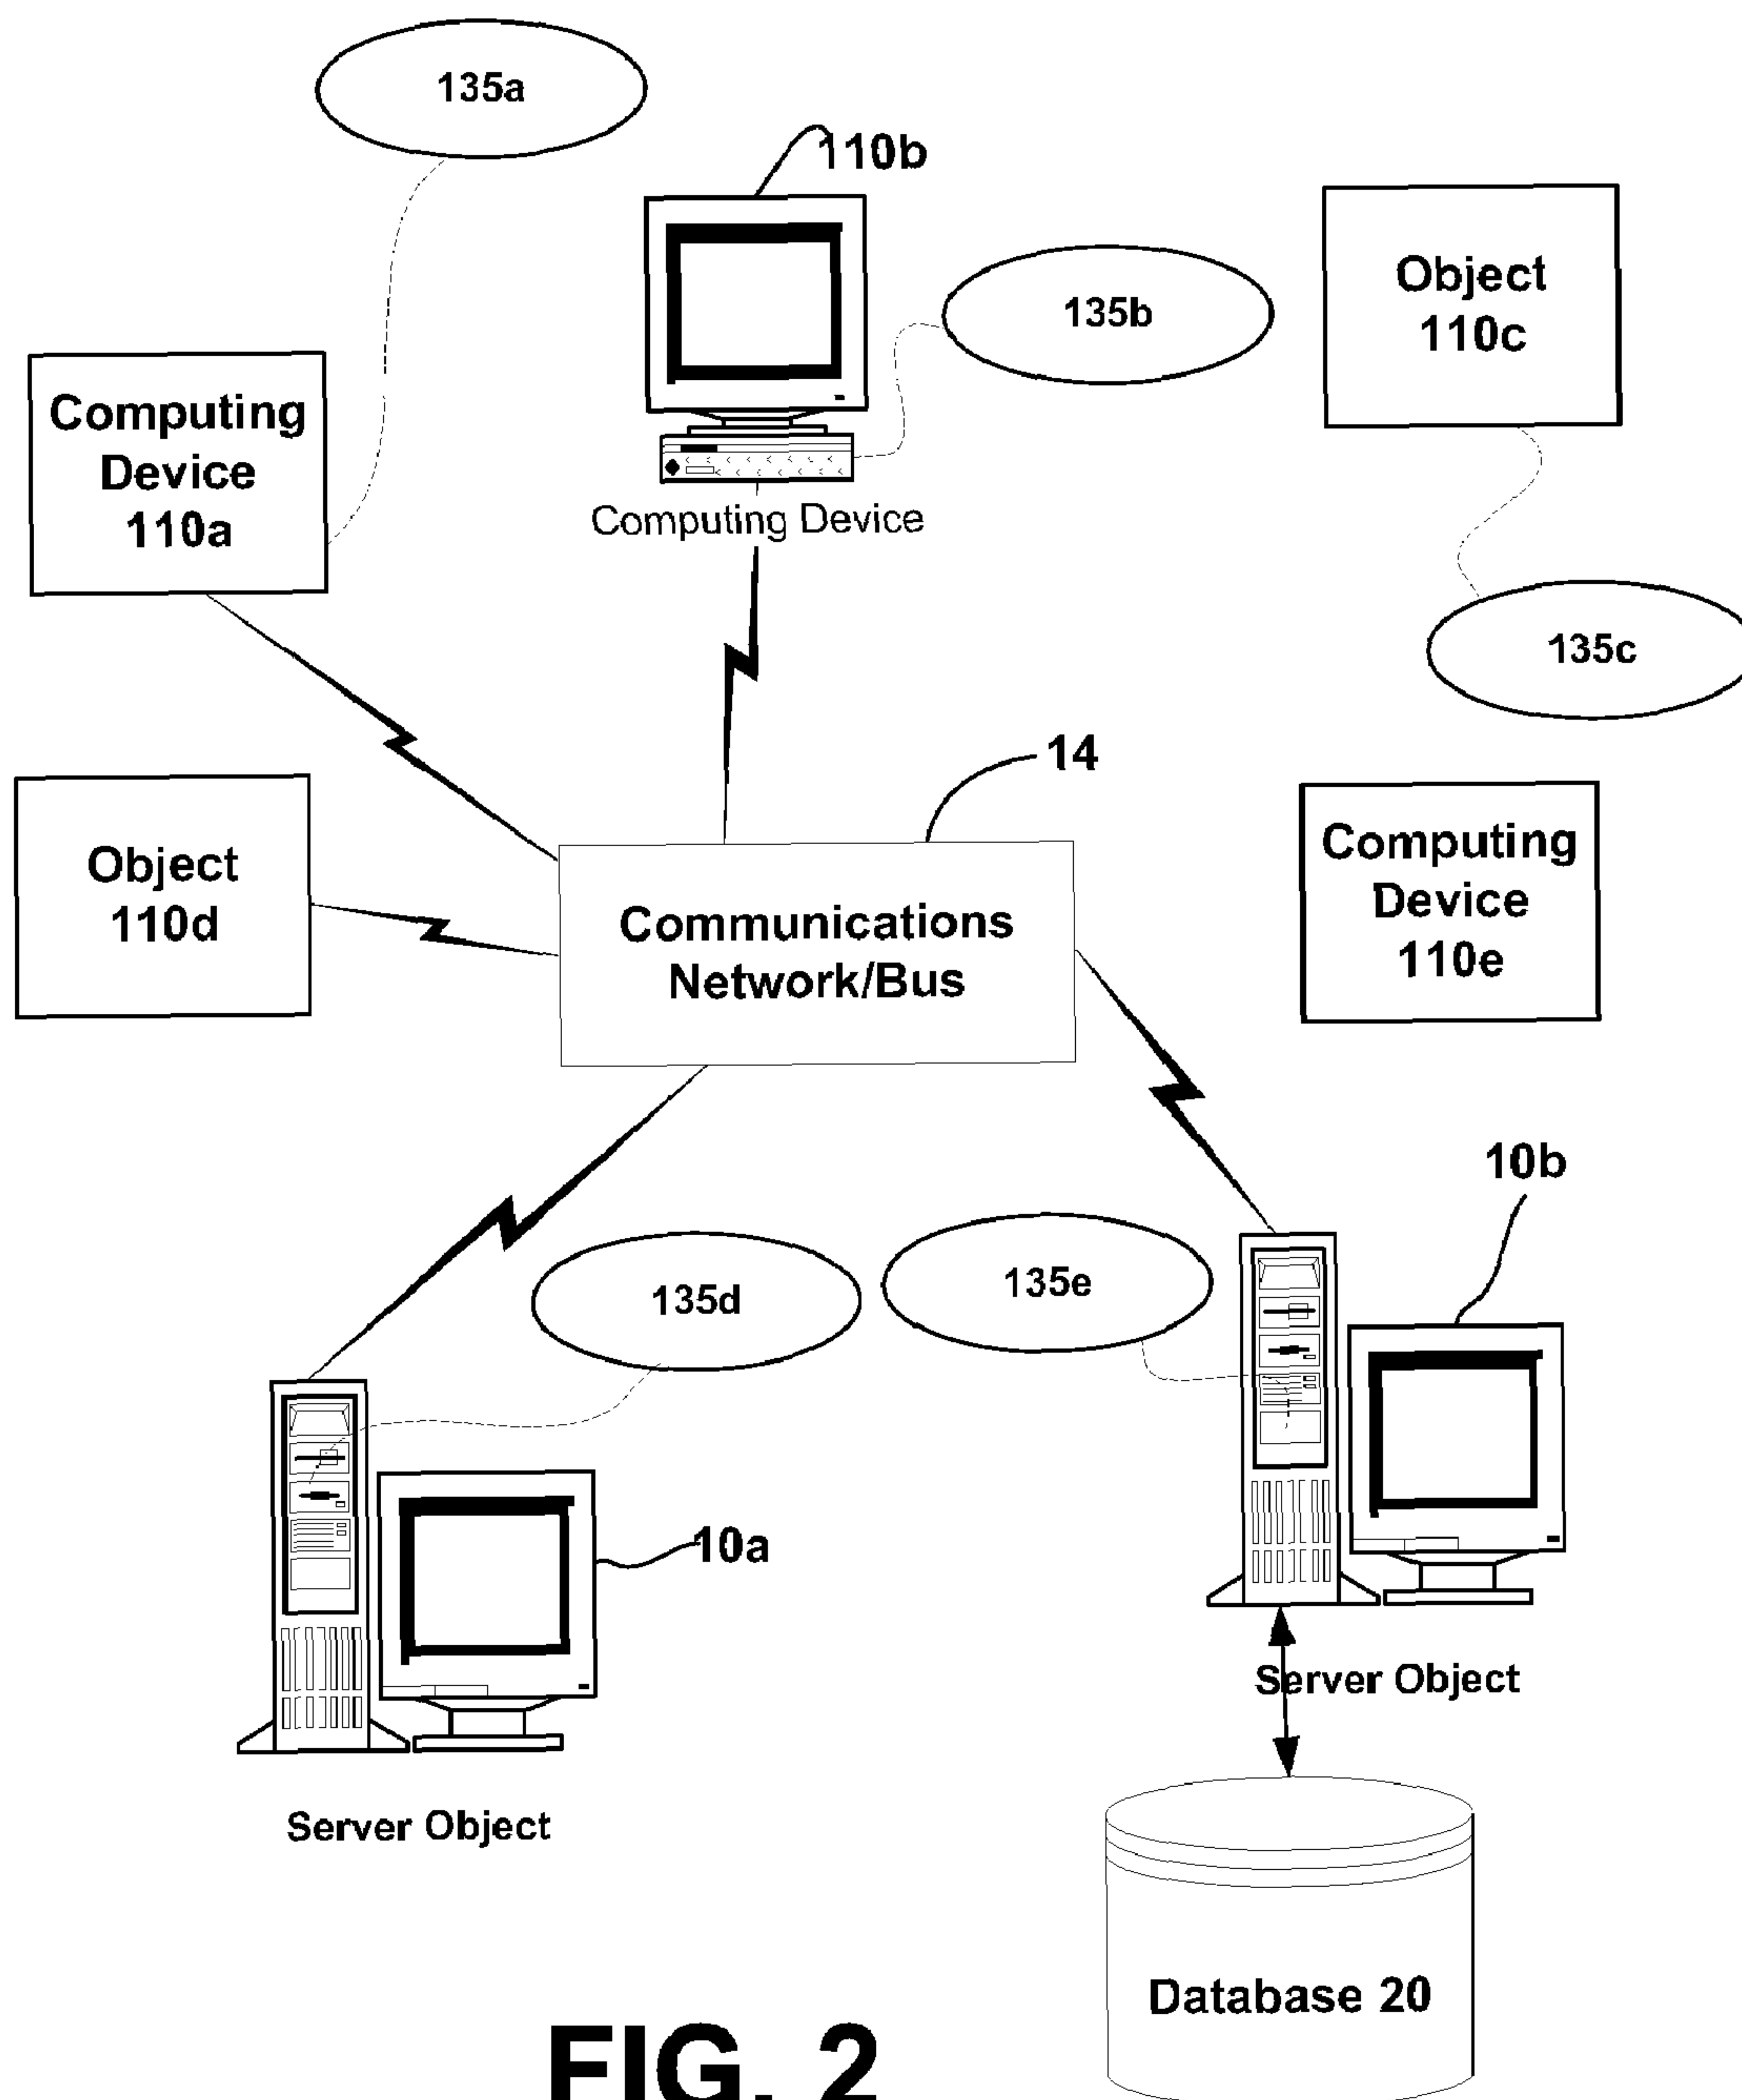 135a
110b
135b
Object
110c
Computing
Device
110a
Computing Device
135c
14
Object
110d
Communications
Network/Bus
Computing
Device
110e
10b
135d
135e
10a
Server Object
Server Object
Database 20
FIG. 2